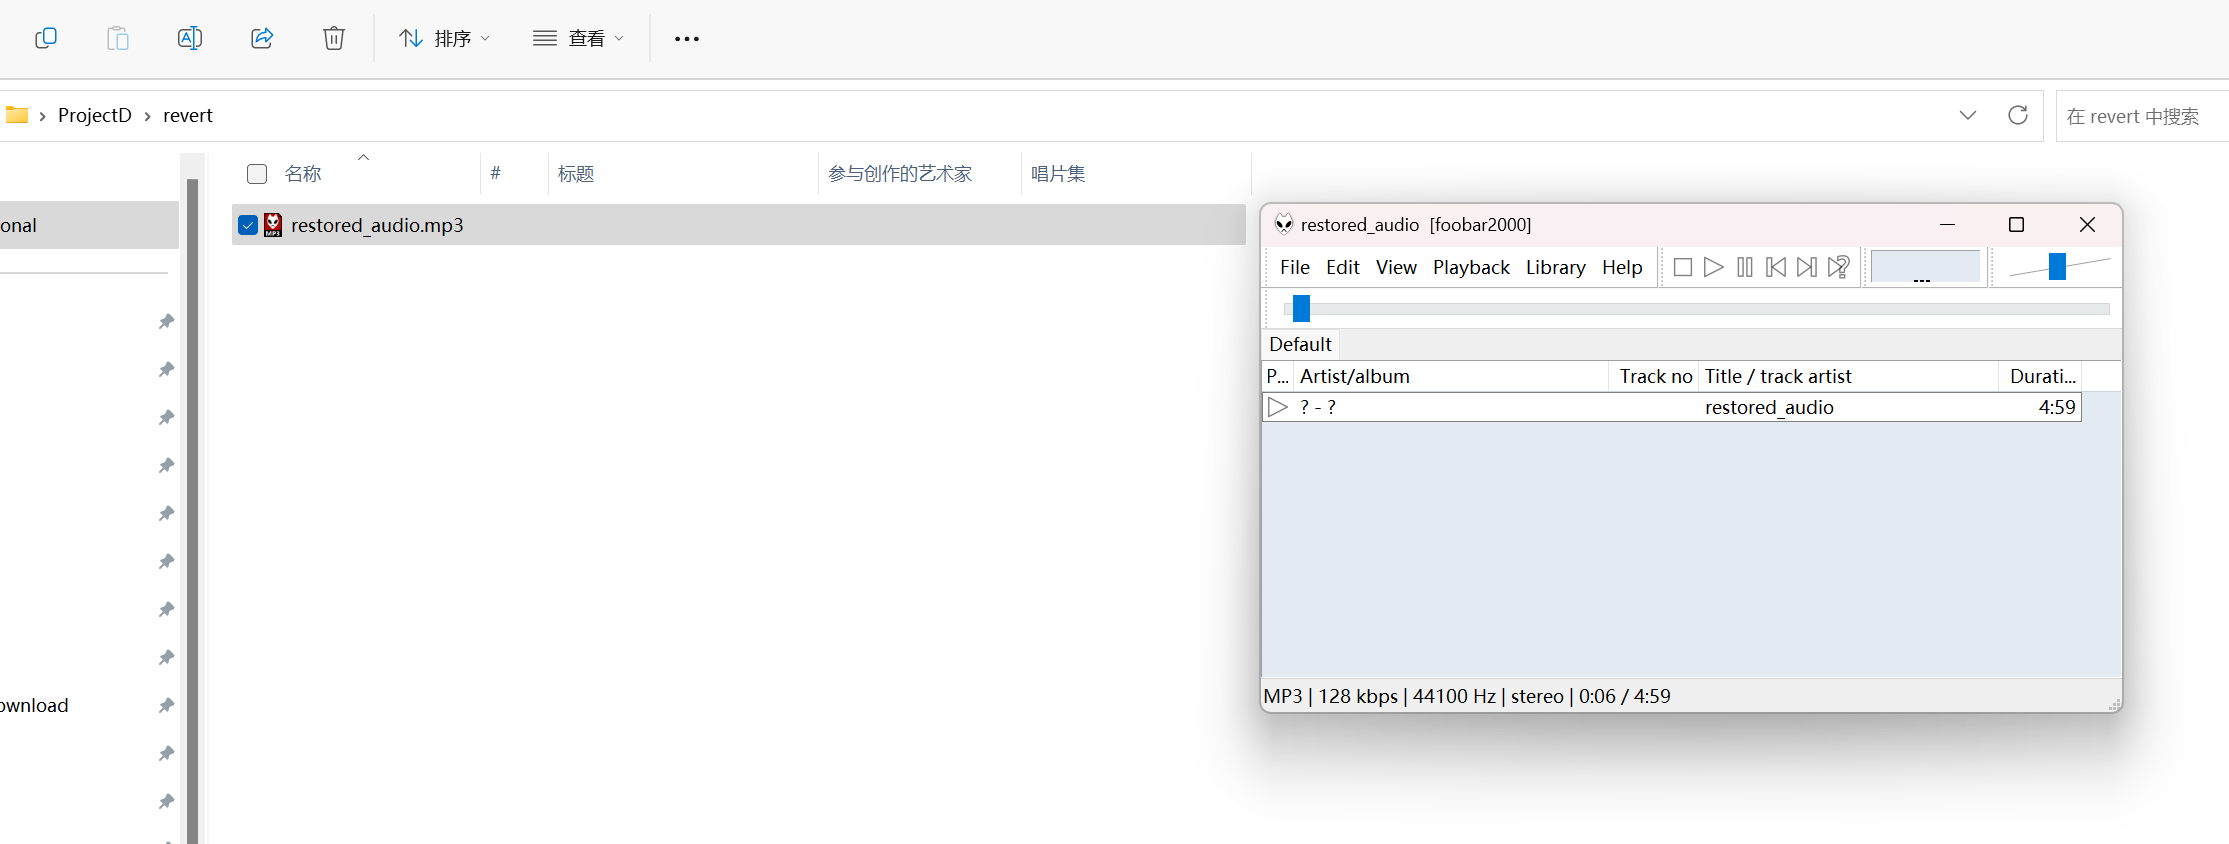 排序
查看
ProjectD
revert
在 revert 中搜索
名称
#
标题
参与创作的艺术家
唱片集
onal
restored_audio.mp3
ownload
restored_audio [foobar2000]
File Edit View Playback Library Help
...
Default
P... Artist/album Track no Title / track artist Durati...
? - ? restored_audio 4:59
MP3 | 128 kbps | 44100 Hz | stereo | 0:06 / 4:59